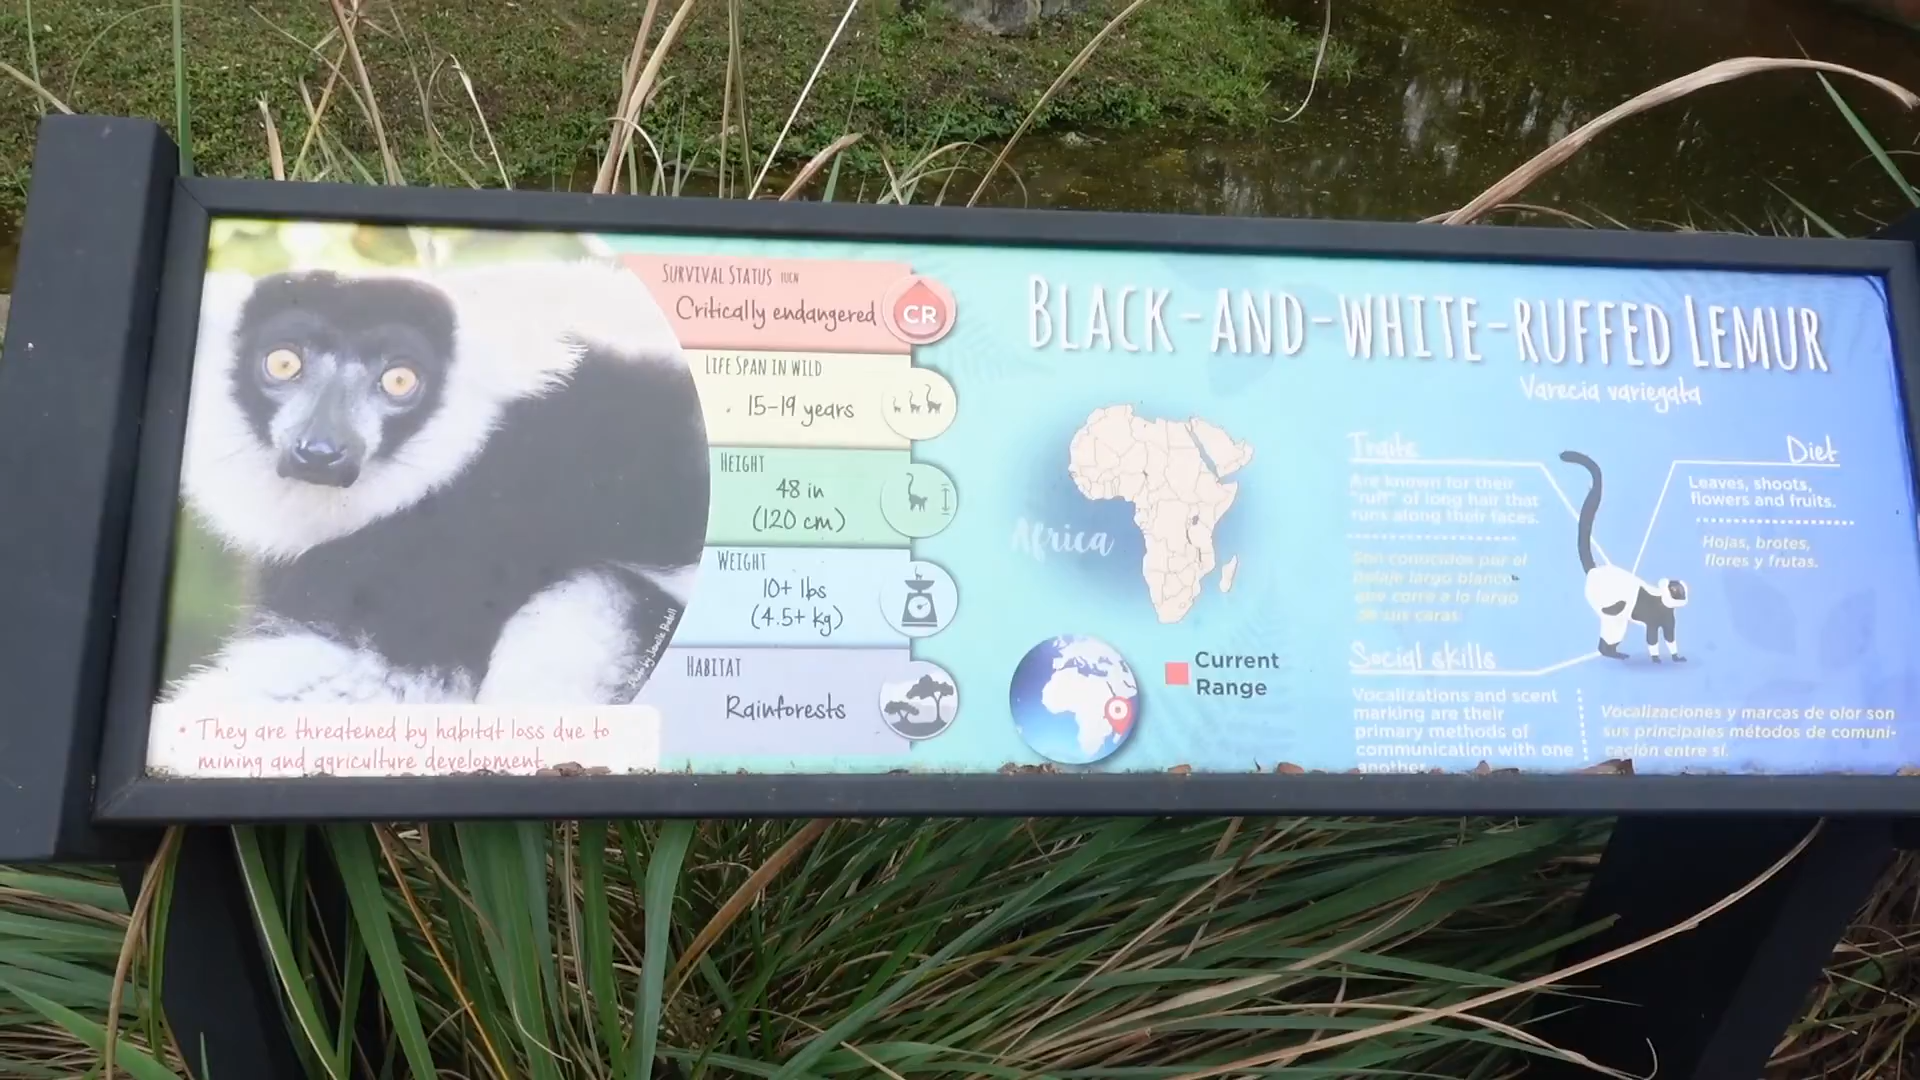 SURVIVAL STATUS IUCN
Critically endangered
CR
LIFE SPAN IN WILD
15-19 years
HEIGHT
48 in
(120 cm)
WEIGHT
10+ lbs
(4.5+ kg)
HABITAT
Rainforests
• They are threatened by habitat loss due to
mining and agriculture development.
BLACK-AND-WHITE-RUFFED LEMUR
Varecia variegata
Africa
Current
Range
Traits
Are known for their
"ruff" of long hair that
runs along their faces.
Son conocidos por el
pelaje largo blanco
que corre a lo largo
de sus caras.
Diet
Leaves, shoots,
flowers and fruits.
Hojas, brotes,
flores y frutas.
Social skills
Vocalizations and scent
marking are their
primary methods of
communication with one
another.
Vocalizaciones y marcas de olor son
sus principales métodos de comuni-
cación entre sí.